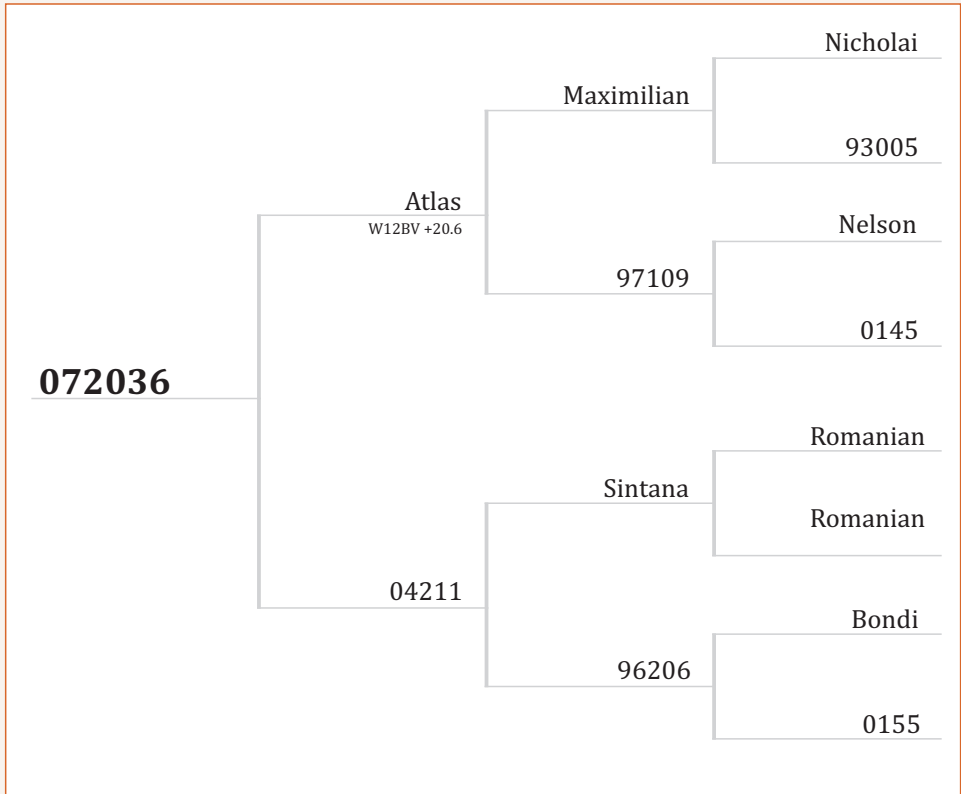 Nicholai
Maximilian
93005
Atlas
W12BV +20.6
Nelson
97109
0145
072036
Romanian
Sintana
Romanian
04211
Bondi
96206
0155